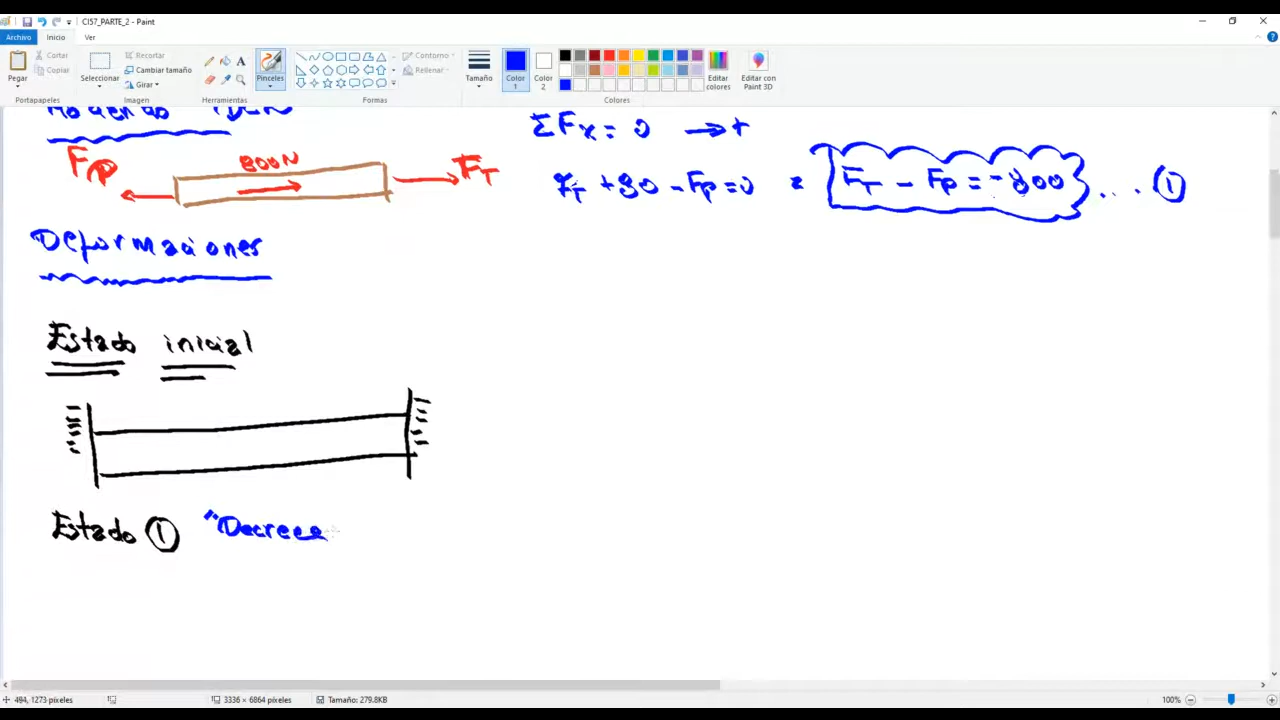 CI57_PARTE_2 - Paint
Archivo Inicio Ver
Pegar
Cortar
Copiar
Portapapeles
Seleccionar
Recortar
Cambiar tamaño
Girar
Imagen
A
Herramientas
Pinceles
Contorno
Rellenar
Formas
Tamaño
Color 1
Color 2
Editar colores
Editar con Paint 3D
Colores
ΣFx = 0 → +
FP 800N FT
FT + 80 - Fp = 0 = FT - Fp = -800 ... ①
Deformaciones
Estado inicial
Estado ① "Decrece
494, 1273 píxeles
3336 × 6864 píxeles
Tamaño: 279.8KB
100%